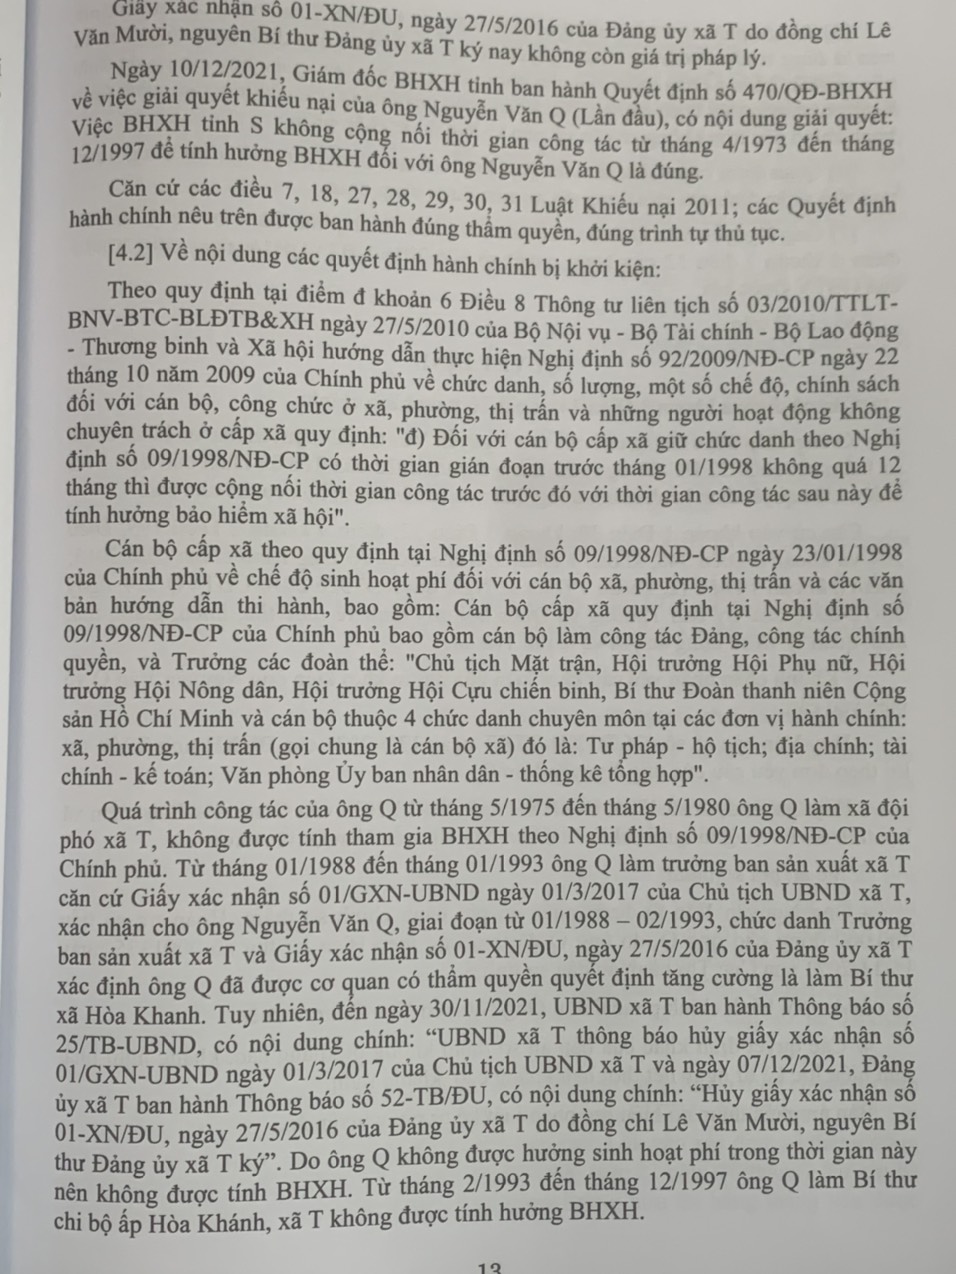 Giấy xác nhận số 01-XN/ĐU, ngày 27/5/2016 của Đảng ủy xã T do đồng chí Lê
Văn Mười, nguyên Bí thư Đảng ủy xã T ký nay không còn giá trị pháp lý.
Ngày 10/12/2021, Giám đốc BHXH tỉnh ban hành Quyết định số 470/QĐ-BHXH
về việc giải quyết khiếu nại của ông Nguyễn Văn Q (Lần đầu), có nội dung giải quyết:
Việc BHXH tỉnh S không cộng nối thời gian công tác từ tháng 4/1973 đến tháng
12/1997 để tính hưởng BHXH đối với ông Nguyễn Văn Q là đúng.
Căn cứ các điều 7, 18, 27, 28, 29, 30, 31 Luật Khiếu nại 2011; các Quyết định
hành chính nêu trên được ban hành đúng thẩm quyền, đúng trình tự thủ tục.
[4.2] Về nội dung các quyết định hành chính bị khởi kiện:
Theo quy định tại điểm đ khoản 6 Điều 8 Thông tư liên tịch số 03/2010/TTLT-
BNV-BTC-BLĐTB&XH ngày 27/5/2010 của Bộ Nội vụ - Bộ Tài chính - Bộ Lao động
- Thương binh và Xã hội hướng dẫn thực hiện Nghị định số 92/2009/NĐ-CP ngày 22
tháng 10 năm 2009 của Chính phủ về chức danh, số lượng, một số chế độ, chính sách
đối với cán bộ, công chức ở xã, phường, thị trấn và những người hoạt động không
chuyên trách ở cấp xã quy định: "đ) Đối với cán bộ cấp xã giữ chức danh theo Nghị
định số 09/1998/NĐ-CP có thời gian gián đoạn trước tháng 01/1998 không quá 12
tháng thì được cộng nối thời gian công tác trước đó với thời gian công tác sau này để
tính hưởng bảo hiểm xã hội".
Cán bộ cấp xã theo quy định tại Nghị định số 09/1998/NĐ-CP ngày 23/01/1998
của Chính phủ về chế độ sinh hoạt phí đối với cán bộ xã, phường, thị trấn và các văn
bản hướng dẫn thi hành, bao gồm: Cán bộ cấp xã quy định tại Nghị định số
09/1998/NĐ-CP của Chính phủ bao gồm cán bộ làm công tác Đảng, công tác chính
quyền, và Trưởng các đoàn thể: "Chủ tịch Mặt trận, Hội trưởng Hội Phụ nữ, Hội
trưởng Hội Nông dân, Hội trưởng Hội Cựu chiến binh, Bí thư Đoàn thanh niên Cộng
sản Hồ Chí Minh và cán bộ thuộc 4 chức danh chuyên môn tại các đơn vị hành chính:
xã, phường, thị trấn (gọi chung là cán bộ xã) đó là: Tư pháp - hộ tịch; địa chính; tài
chính - kế toán; Văn phòng Ủy ban nhân dân - thống kê tổng hợp".
Quá trình công tác của ông Q từ tháng 5/1975 đến tháng 5/1980 ông Q làm xã đội
phó xã T, không được tính tham gia BHXH theo Nghị định số 09/1998/NĐ-CP của
Chính phủ. Từ tháng 01/1988 đến tháng 01/1993 ông Q làm trưởng ban sản xuất xã T
căn cứ Giấy xác nhận số 01/GXN-UBND ngày 01/3/2017 của Chủ tịch UBND xã T,
xác nhận cho ông Nguyễn Văn Q, giai đoạn từ 01/1988 – 02/1993, chức danh Trưởng
ban sản xuất xã T và Giấy xác nhận số 01-XN/ĐU, ngày 27/5/2016 của Đảng ủy xã T
xác định ông Q đã được cơ quan có thẩm quyền quyết định tăng cường là làm Bí thư
xã Hòa Khanh. Tuy nhiên, đến ngày 30/11/2021, UBND xã T ban hành Thông báo số
25/TB-UBND, có nội dung chính: “UBND xã T thông báo hủy giấy xác nhận số
01/GXN-UBND ngày 01/3/2017 của Chủ tịch UBND xã T và ngày 07/12/2021, Đảng
ủy xã T ban hành Thông báo số 52-TB/ĐU, có nội dung chính: “Hủy giấy xác nhận số
01-XN/ĐU, ngày 27/5/2016 của Đảng ủy xã T do đồng chí Lê Văn Mười, nguyên Bí
thư Đảng ủy xã T ký”. Do ông Q không được hưởng sinh hoạt phí trong thời gian này
nên không được tính BHXH. Từ tháng 2/1993 đến tháng 12/1997 ông Q làm Bí thư
chi bộ ấp Hòa Khánh, xã T không được tính hưởng BHXH.
13